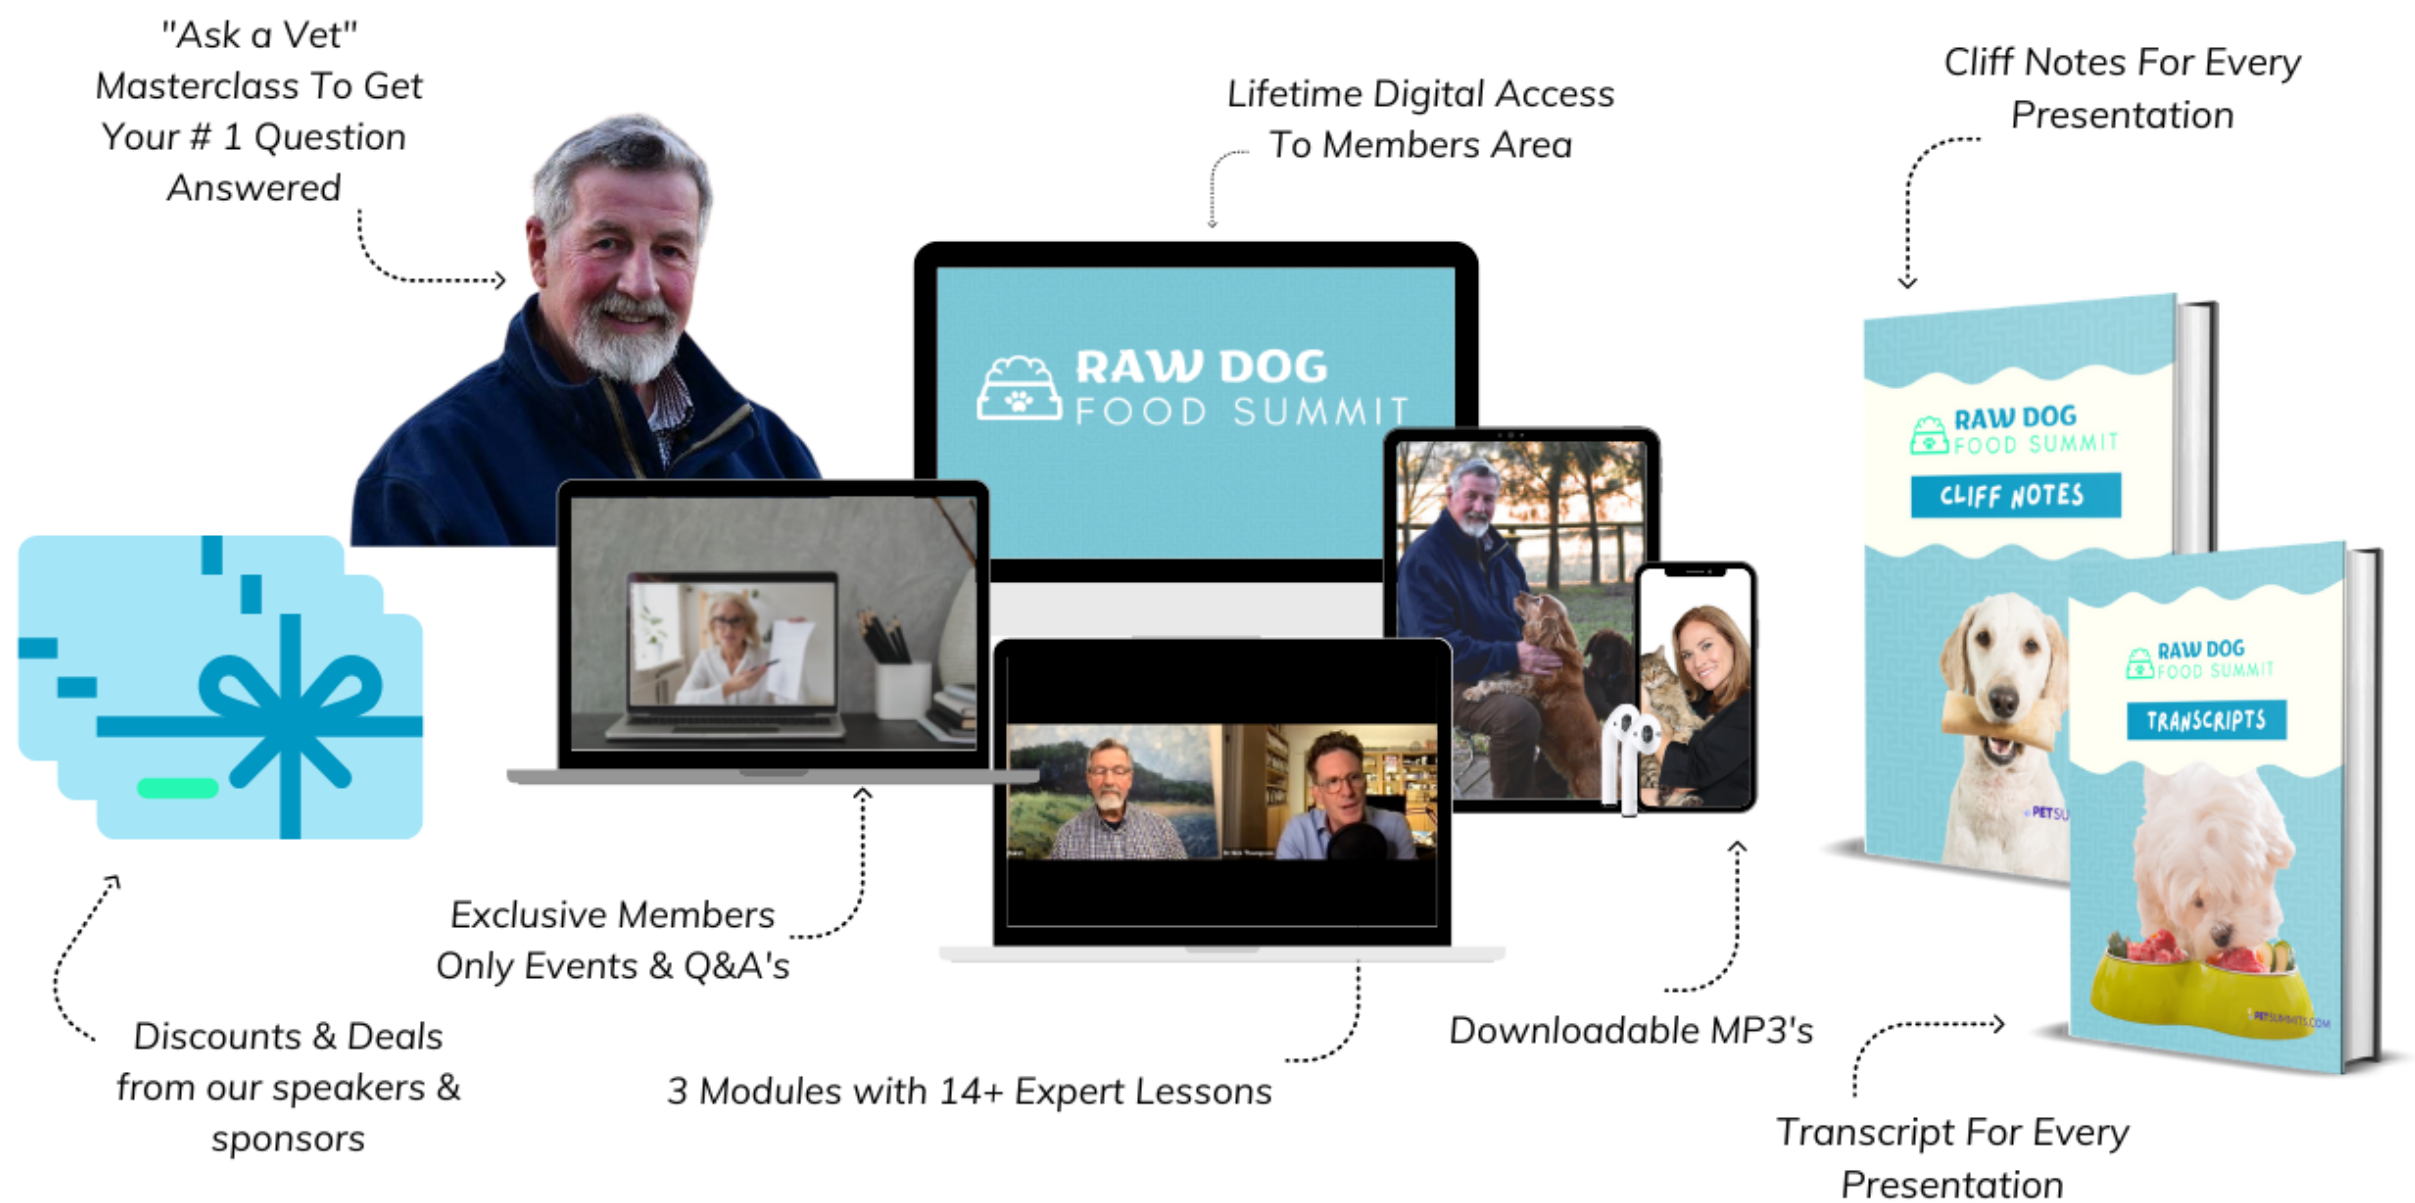 "Ask a Vet"
Masterclass To Get
Your # 1 Question
Answered
Lifetime Digital Access
To Members Area
Cliff Notes For Every
Presentation
RAW DOG
FOOD SUMMIT
RAW DOG
FOOD SUMMIT
CLIFF NOTES
PETSU
RAW DOG
FOOD SUMMIT
TRANSCRIPTS
PETSUMMITS.COM
Exclusive Members
Only Events & Q&A's
Discounts & Deals
from our speakers &
sponsors
3 Modules with 14+ Expert Lessons
Downloadable MP3's
Transcript For Every
Presentation